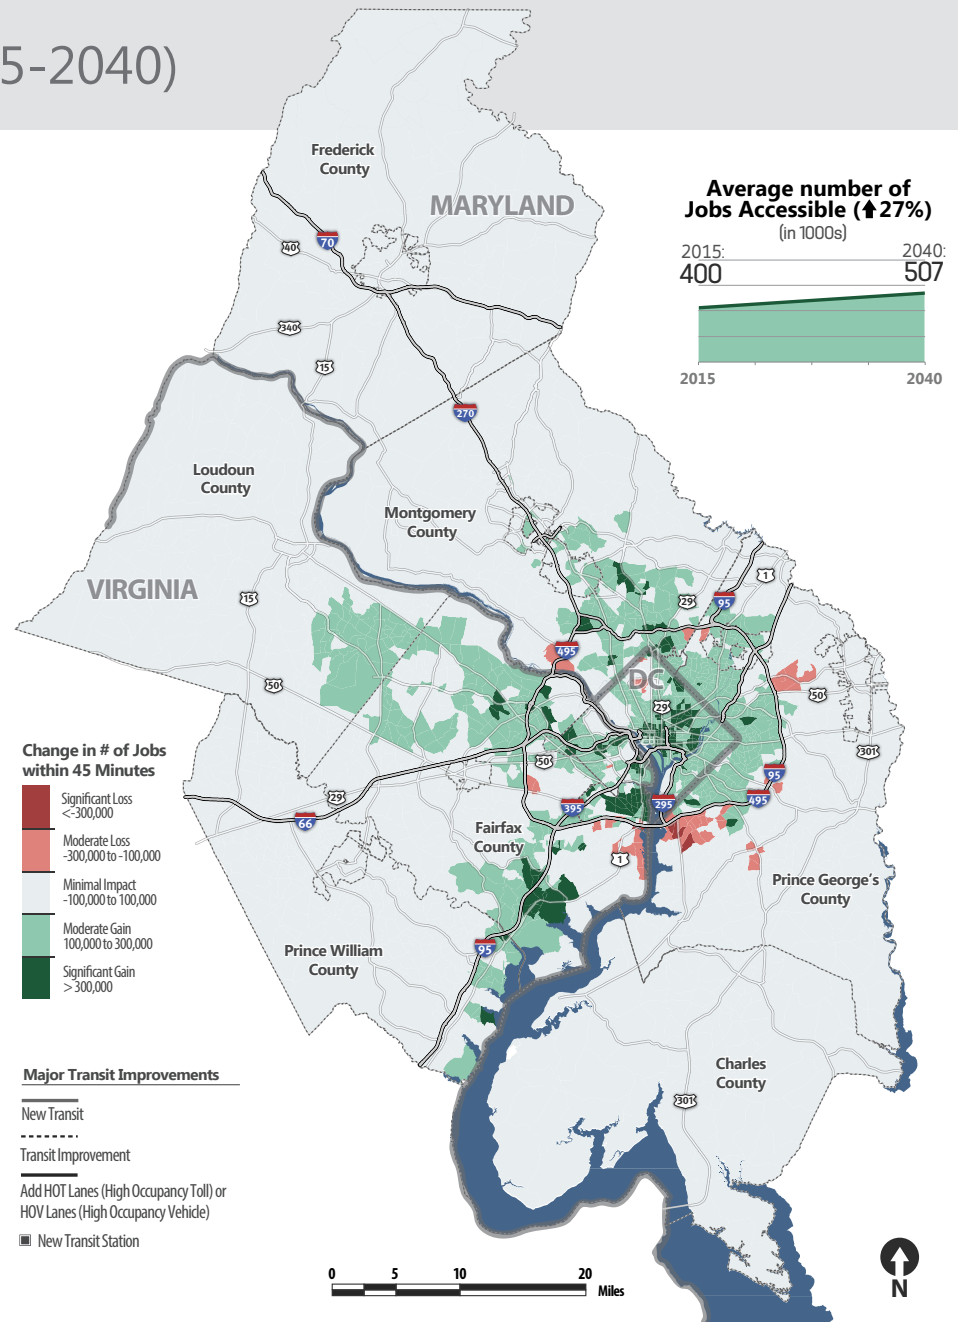 5-2040)
Frederick
County
MARYLAND
Average number of
Jobs Accessible (⬆27%)
(in 1000s)
2015:
2040:
400
507
2015
2040
70
40
340
15
270
Loudoun
County
Montgomery
County
VIRGINIA
15
1
95
29
495
50
DC
50
29
301
50
95
495
295
395
29
66
Fairfax
County
1
Prince George's
County
Prince William
County
95
Change in # of Jobs
within 45 Minutes
Significant Loss
<-300,000
Moderate Loss
-300,000 to -100,000
Minimal Impact
-100,000 to 100,000
Moderate Gain
100,000 to 300,000
Significant Gain
> 300,000
Charles
County
301
Major Transit Improvements
New Transit
Transit Improvement
Add HOT Lanes (High Occupancy Toll) or
HOV Lanes (High Occupancy Vehicle)
New Transit Station
0 5 10 20
Miles
N